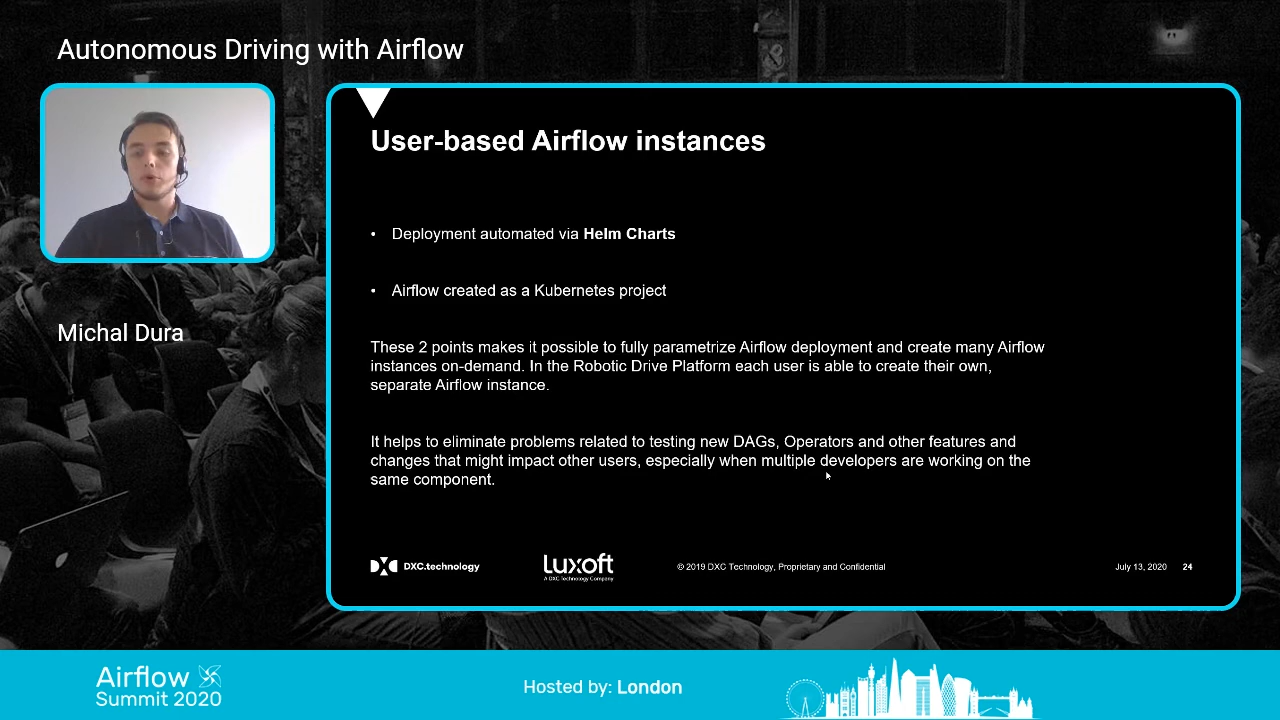 Autonomous Driving with Airflow
User-based Airflow instances
• Deployment automated via Helm Charts
• Airflow created as a Kubernetes project
Michal Dura
These 2 points makes it possible to fully parametrize Airflow deployment and create many Airflow
instances on-demand. In the Robotic Drive Platform each user is able to create their own,
separate Airflow instance.
It helps to eliminate problems related to testing new DAGs, Operators and other features and
changes that might impact other users, especially when multiple developers are working on the
same component.
DXC.technology
Luxoft
A DXC Technology Company
© 2019 DXC Technology, Proprietary and Confidential
July 13, 2020 24
Airflow
Summit 2020
Hosted by: London